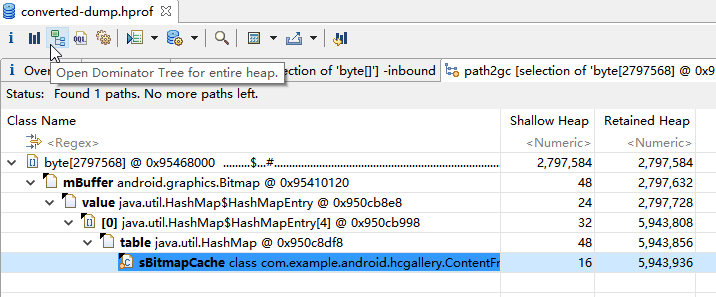 converted-dump.hprof
i OQL
i Over Open Dominator Tree for entire heap. ection of 'byte[]'] -inbound path2gc [selection of 'byte[2797568] @ 0x9
Status: Found 1 paths. No more paths left.
Class Name Shallow Heap Retained Heap
<Regex> <Numeric> <Numeric>
byte[2797568] @ 0x95468000 .........$...#.................................................................... 2,797,584 2,797,584
mBuffer android.graphics.Bitmap @ 0x95410120 48 2,797,632
value java.util.HashMap$HashMapEntry @ 0x950cb8e8 24 2,797,728
[0] java.util.HashMap$HashMapEntry[4] @ 0x950cb998 32 5,943,808
table java.util.HashMap @ 0x950c8df8 48 5,943,856
sBitmapCache class com.example.android.hcgallery.ContentFr 16 5,943,936